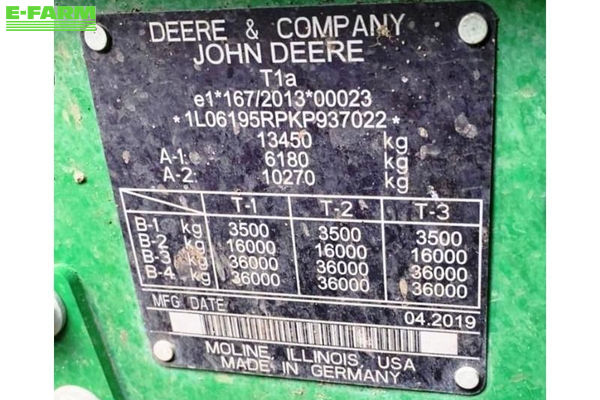 E-FARM
DEERE & COMPANY
JOHN DEERE
T1a
e1*167/2013*00023
*1L06195RPKP937022*
13450 kg
A-1: 6180 kg
A-2: 10270 kg
T-1 T-2 T-3
B-1 kg 3500 3500 3500
B-2 kg 16000 16000 16000
B-3 kg 36000 36000 36000
B-4 kg 36000 36000 36000
MFG DATE 04.2019
MOLINE, ILLINOIS, USA
MADE IN GERMANY